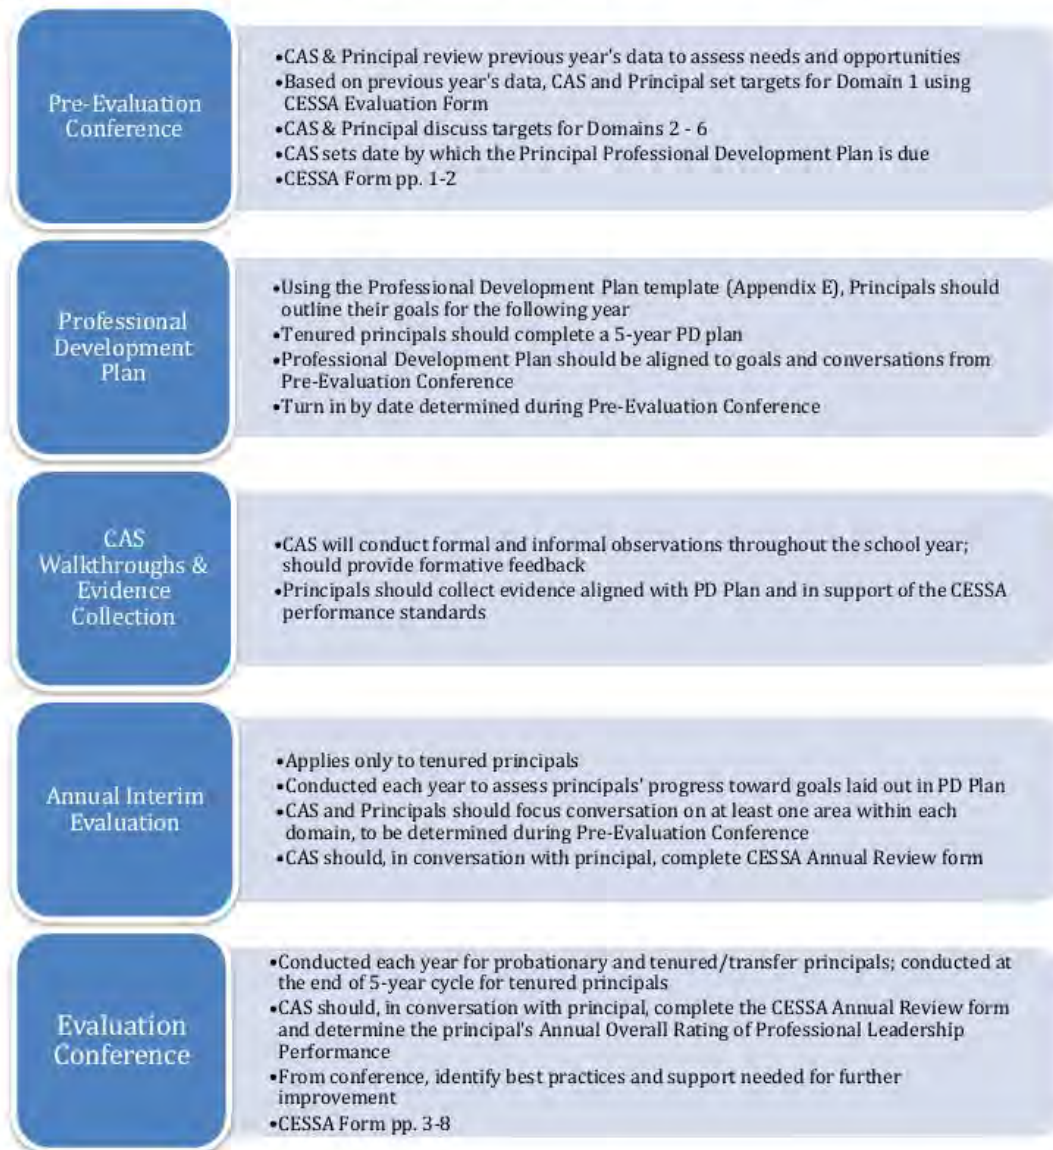 Pre-Evaluation
Conference
•CAS & Principal review previous year's data to assess needs and opportunities
•Based on previous year's data, CAS and Principal set targets for Domain 1 using
CESSA Evaluation Form
•CAS & Principal discuss targets for Domains 2 - 6
•CAS sets date by which the Principal Professional Development Plan is due
•CESSA Form pp. 1-2
Professional
Development
Plan
•Using the Professional Development Plan template (Appendix E), Principals should
outline their goals for the following year
•Tenured principals should complete a 5-year PD plan
•Professional Development Plan should be aligned to goals and conversations from
Pre-Evaluation Conference
•Turn in by date determined during Pre-Evaluation Conference
CAS
Walkthroughs &
Evidence
Collection
•CAS will conduct formal and informal observations throughout the school year;
should provide formative feedback
•Principals should collect evidence aligned with PD Plan and in support of the CESSA
performance standards
Annual Interim
Evaluation
•Applies only to tenured principals
•Conducted each year to assess principals' progress toward goals laid out in PD Plan
•CAS and Principals should focus conversation on at least one area within each
domain, to be determined during Pre-Evaluation Conference
•CAS should, in conversation with principal, complete CESSA Annual Review form
Evaluation
Conference
•Conducted each year for probationary and tenured/transfer principals; conducted at
the end of 5-year cycle for tenured principals
•CAS should, in conversation with principal, complete the CESSA Annual Review form
and determine the principal's Annual Overall Rating of Professional Leadership
Performance
•From conference, identify best practices and support needed for further
improvement
•CESSA Form pp. 3-8